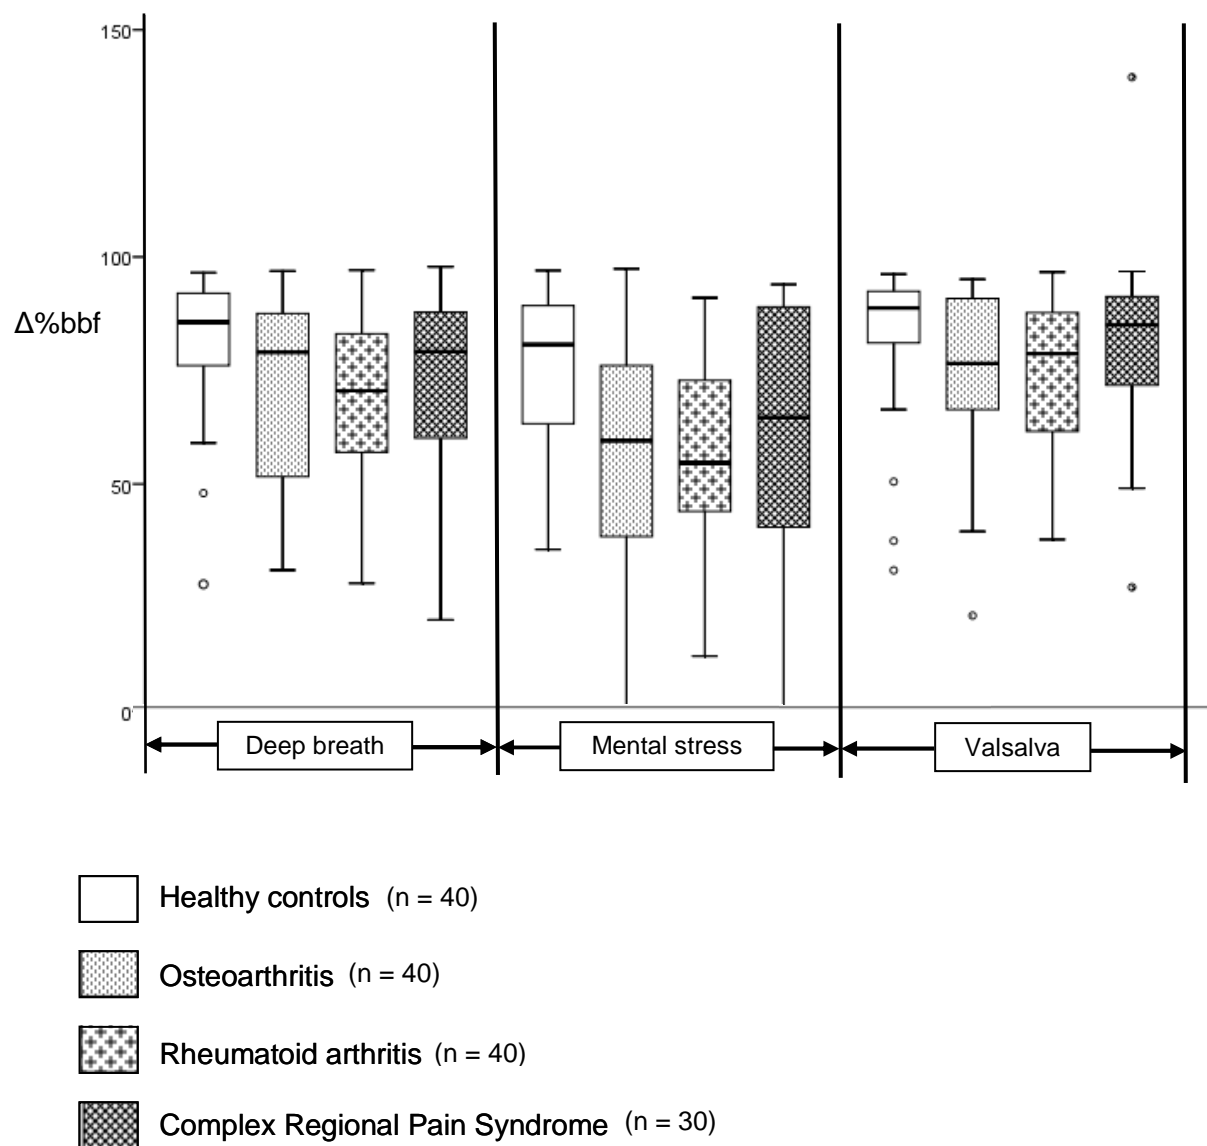 150
100
Δ%bbf
50
0
Deep breath
Mental stress
Valsalva
Healthy controls (n = 40)
Osteoarthritis (n = 40)
Rheumatoid arthritis (n = 40)
Complex Regional Pain Syndrome (n = 30)